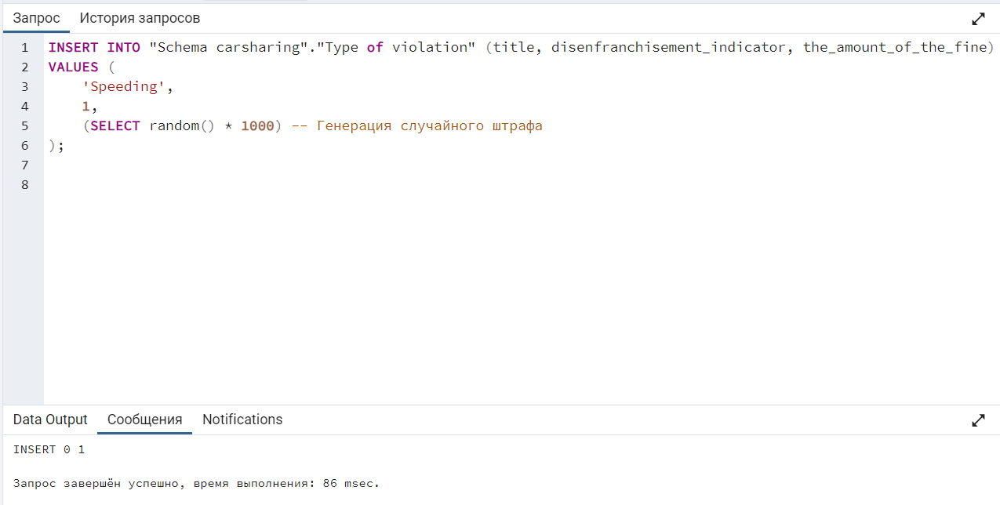 Запрос История запросов
1 INSERT INTO "Schema carsharing"."Type of violation" (title, disenfranchisement_indicator, the_amount_of_the_fine)
2 VALUES (
3 'Speeding',
4 1,
5 (SELECT random() * 1000) -- Генерация случайного штрафа
6 );
7
8
Data Output Сообщения Notifications
INSERT 0 1
Запрос завершён успешно, время выполнения: 86 msec.